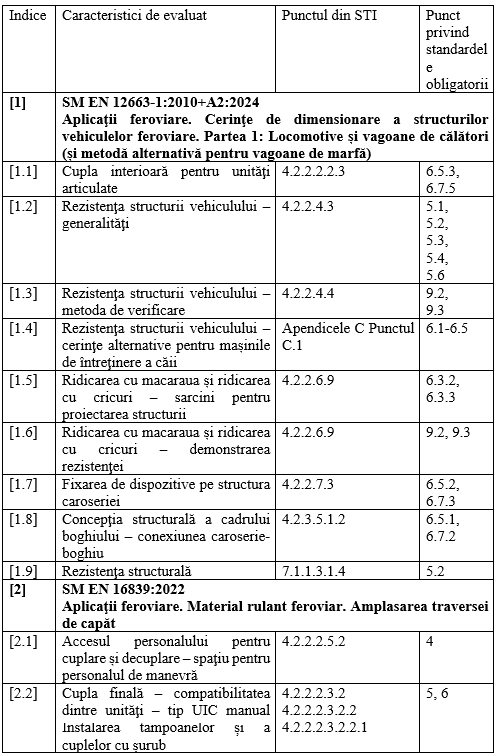 Indice Caracteristici de evaluat Punctul din STI Punct
privind
standardel
e
obligatorii
[1] SM EN 12663-1:2010+A2:2024
Aplicații feroviare. Cerințe de dimensionare a structurilor
vehiculelor feroviare. Partea 1: Locomotive și vagoane de călători
(și metodă alternativă pentru vagoane de marfă)
[1.1] Cupla interioară pentru unități 4.2.2.2.2.3 6.5.3,
articulate 6.7.5
[1.2] Rezistența structurii vehiculului – 4.2.2.4.3 5.1,
generalități 5.2,
5.3,
5.4,
5.6
[1.3] Rezistența structurii vehiculului – 4.2.2.4.4 9.2,
metoda de verificare 9.3
[1.4] Rezistența structurii vehiculului – Apendicele C Punctul 6.1-6.5
cerințe alternative pentru mașinile C.1
de întreținere a căii
[1.5] Ridicarea cu macaraua și ridicarea 4.2.2.6.9 6.3.2,
cu cricuri – sarcini pentru 6.3.3
proiectarea structurii
[1.6] Ridicarea cu macaraua și ridicarea 4.2.2.6.9 9.2, 9.3
cu cricuri – demonstrarea
rezistenței
[1.7] Fixarea de dispozitive pe structura 4.2.2.7.3 6.5.2,
caroseriei 6.7.3
[1.8] Concepția structurală a cadrului 4.2.3.5.1.2 6.5.1,
boghiului – conexiunea caroserie- 6.7.2
boghiu
[1.9] Rezistența structurală 7.1.1.3.1.4 5.2
[2] SM EN 16839:2022
Aplicații feroviare. Material rulant feroviar. Amplasarea traversei
de capăt
[2.1] Accesul personalului pentru 4.2.2.2.5.2 4
cuplare și decuplare – spațiu pentru
personalul de manevră
[2.2] Cupla finală – compatibilitatea 4.2.2.2.3.2 5, 6
dintre unități – tip UIC manual 4.2.2.2.3.2.2
Instalarea tampoanelor și a 4.2.2.2.3.2.2.1
cuplelor cu șurub